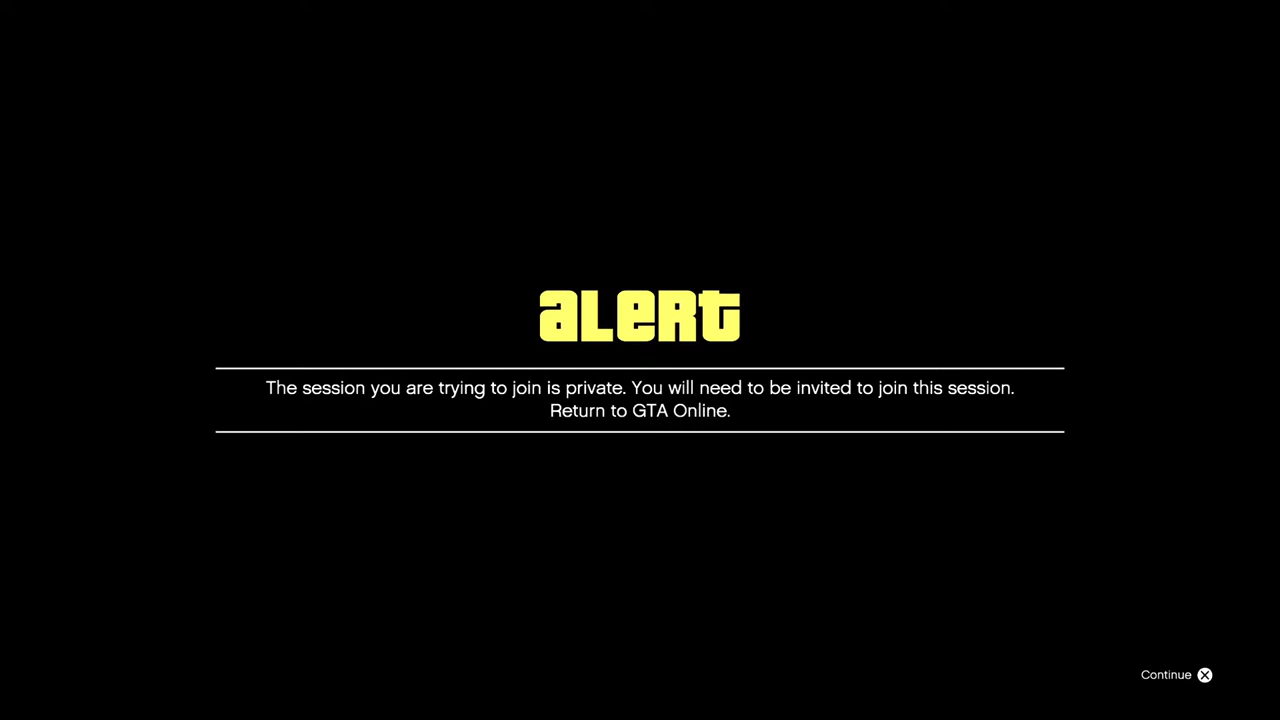 alert
The session you are trying to join is private. You will need to be invited to join this session.
Return to GTA Online.
Continue